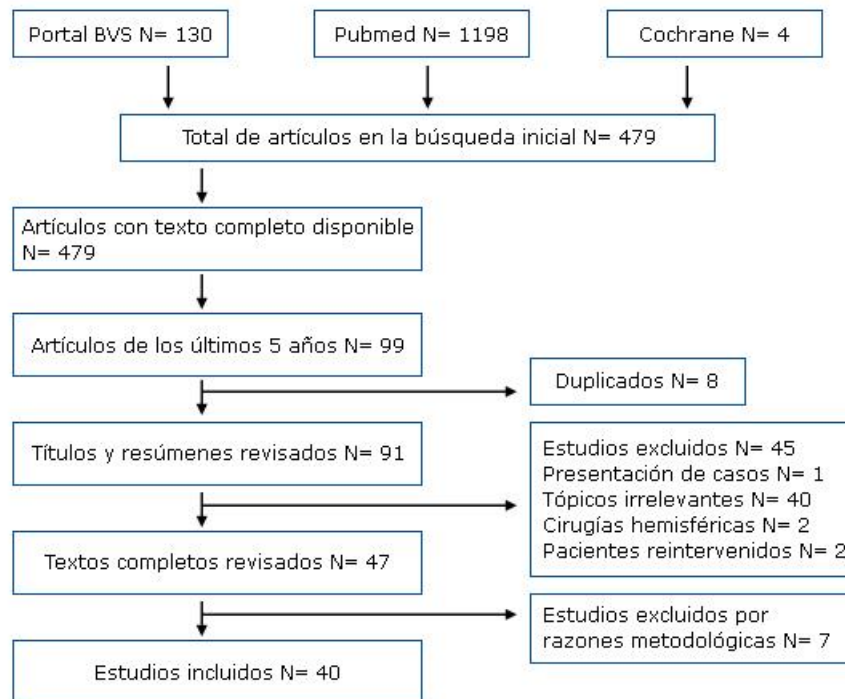 Portal BVS N= 130
Pubmed N= 1198
Cochrane N= 4
Total de artículos en la búsqueda inicial N= 479
Artículos con texto completo disponible
N= 479
Artículos de los últimos 5 años N= 99
Duplicados N= 8
Títulos y resúmenes revisados N= 91
Estudios excluidos N= 45
Presentación de casos N= 1
Tópicos irrelevantes N= 40
Cirugías hemisféricas N= 2
Pacientes reintervenidos N= 2
Textos completos revisados N= 47
Estudios excluidos por
razones metodológicas N= 7
Estudios incluidos N= 40